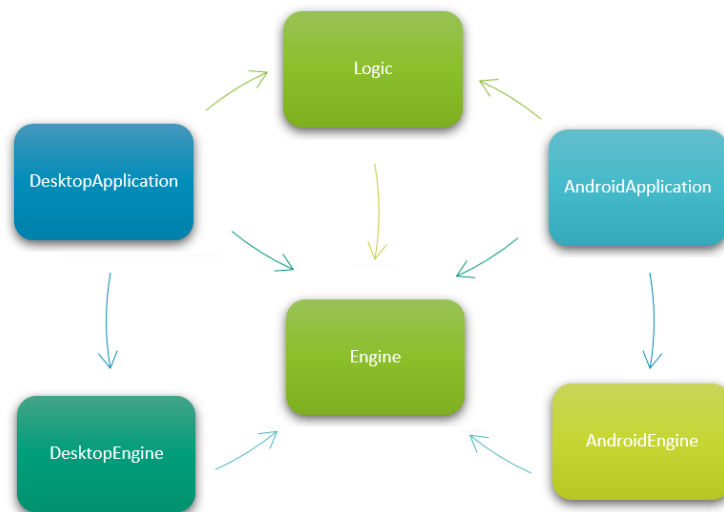 Logic
DesktopApplication
AndroidApplication
Engine
DesktopEngine
AndroidEngine